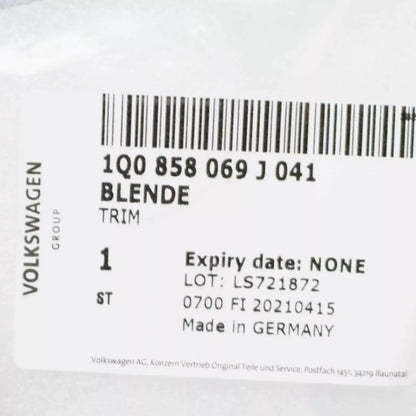 1Q0 858 069 J 041
BLENDE
TRIM
1
ST
Expiry date: NONE
LOT: LS721872
0700 FI 20210415
Made in GERMANY
VOLKSWAGEN
GROUP
Volkswagen AG, Konzern Vertrieb Original Teile und Service, Postfach 1451, 34219 Baunatal